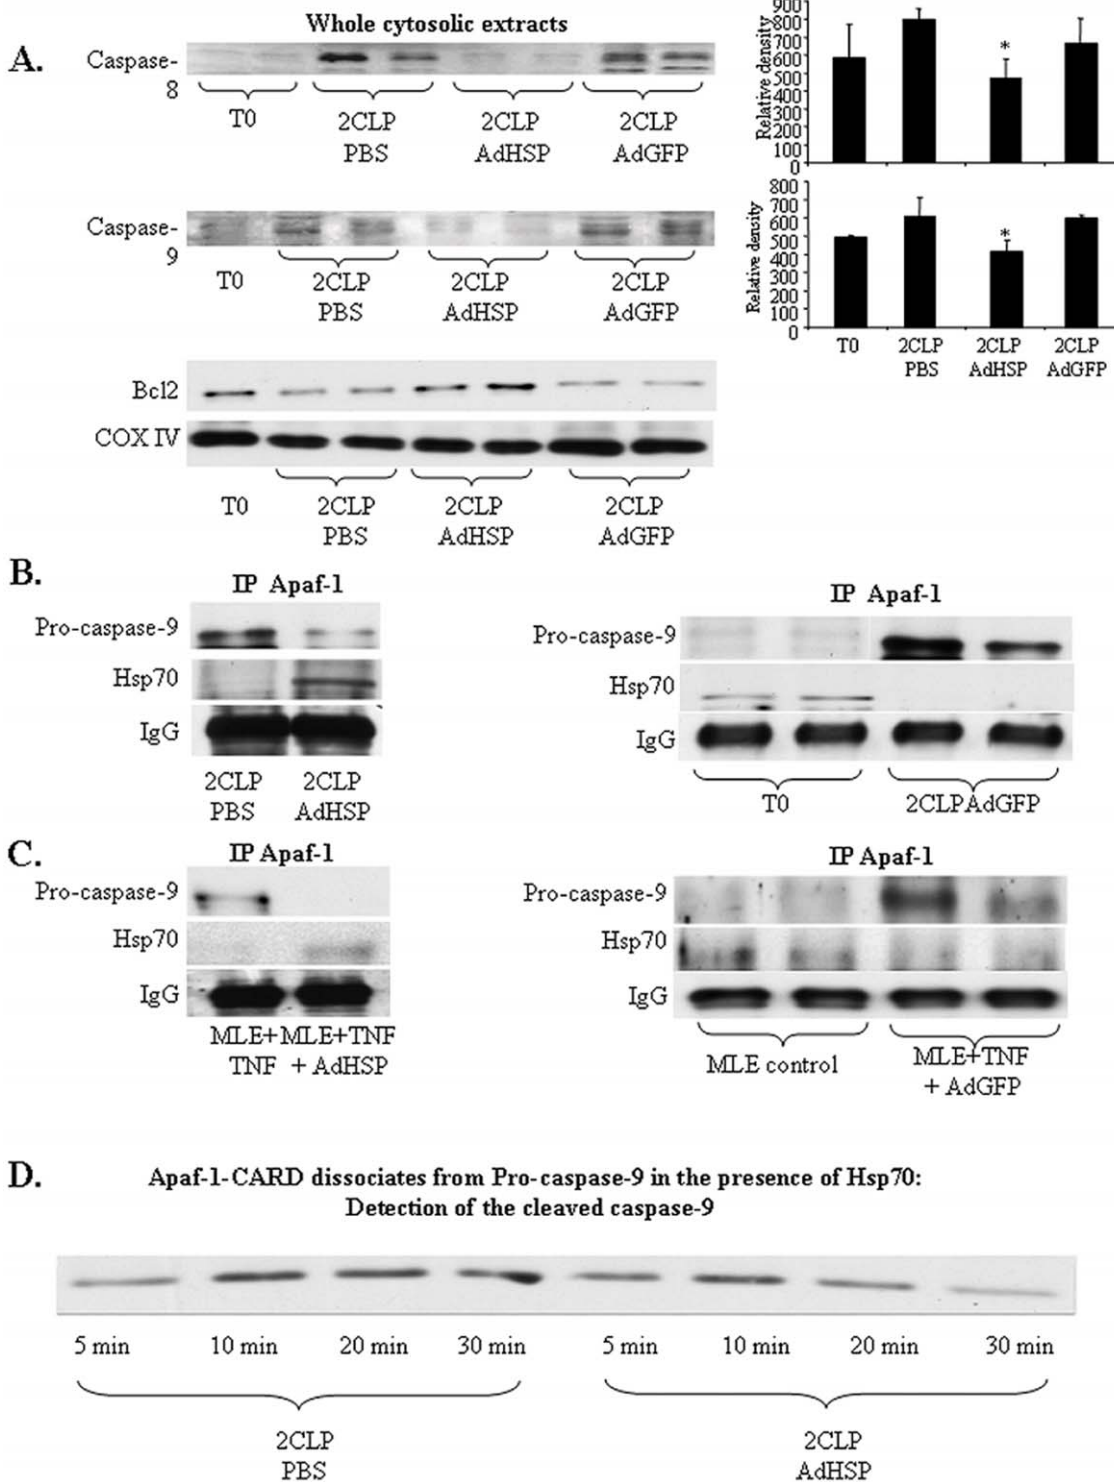 Whole cytosolic extracts
A.
Caspase-
8
T0
2CLP
PBS
2CLP
AdHSP
2CLP
AdGFP
Caspase-
9
T0
2CLP
PBS
2CLP
AdHSP
2CLP
AdGFP
Bcl2
COX IV
T0
2CLP
PBS
2CLP
AdHSP
2CLP
AdGFP
Relative density
900
800
700
600
500
400
300
200
100
0
*
Relative density
800
700
600
500
400
300
200
100
0
*
T0
2CLP
PBS
2CLP
AdHSP
2CLP
AdGFP
B.
IP Apaf-1
Pro-caspase-9
Hsp70
IgG
2CLP
PBS
2CLP
AdHSP
IP Apaf-1
Pro-caspase-9
Hsp70
IgG
T0
2CLPAdGFP
C.
IP Apaf-1
Pro-caspase-9
Hsp70
IgG
MLE+
TNF
MLE+TNF
+ AdHSP
IP Apaf-1
Pro-caspase-9
Hsp70
IgG
MLE control
MLE+TNF
+ AdGFP
D.
Apaf-1-CARD dissociates from Pro-caspase-9 in the presence of Hsp70:
Detection of the cleaved caspase-9
5 min 10 min 20 min 30 min 5 min 10 min 20 min 30 min
2CLP
PBS
2CLP
AdHSP